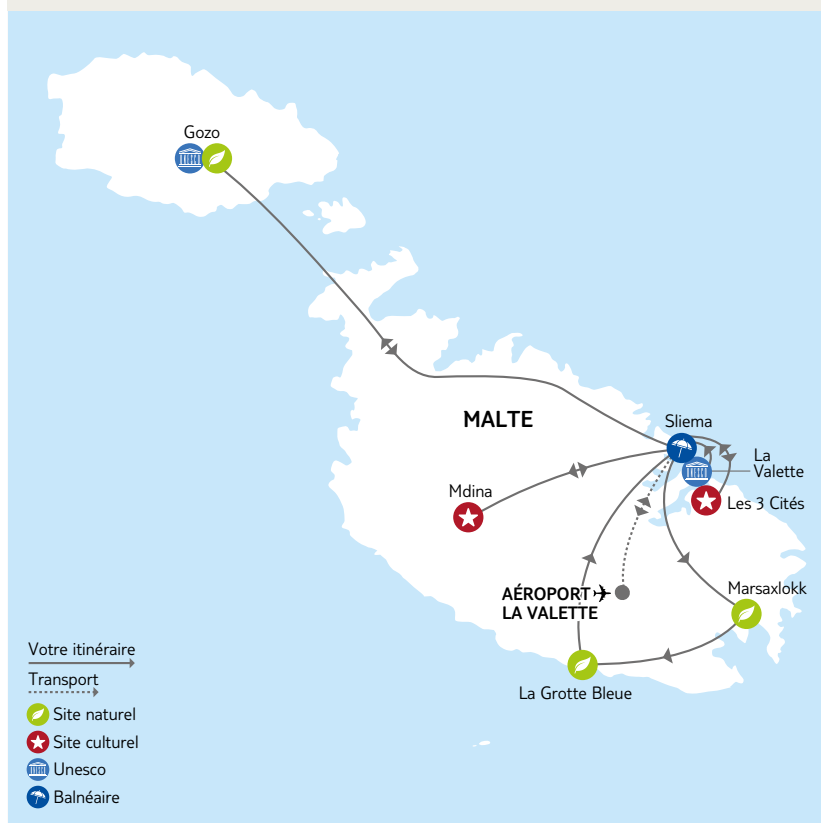 Gozo
MALTE
Sliema
La
Valette
Mdina
Les 3 Cités
AÉROPORT
LA VALETTE
Marsaxlokk
La Grotte Bleue
Votre itinéraire
Transport
Site naturel
Site culturel
Unesco
Balnéaire